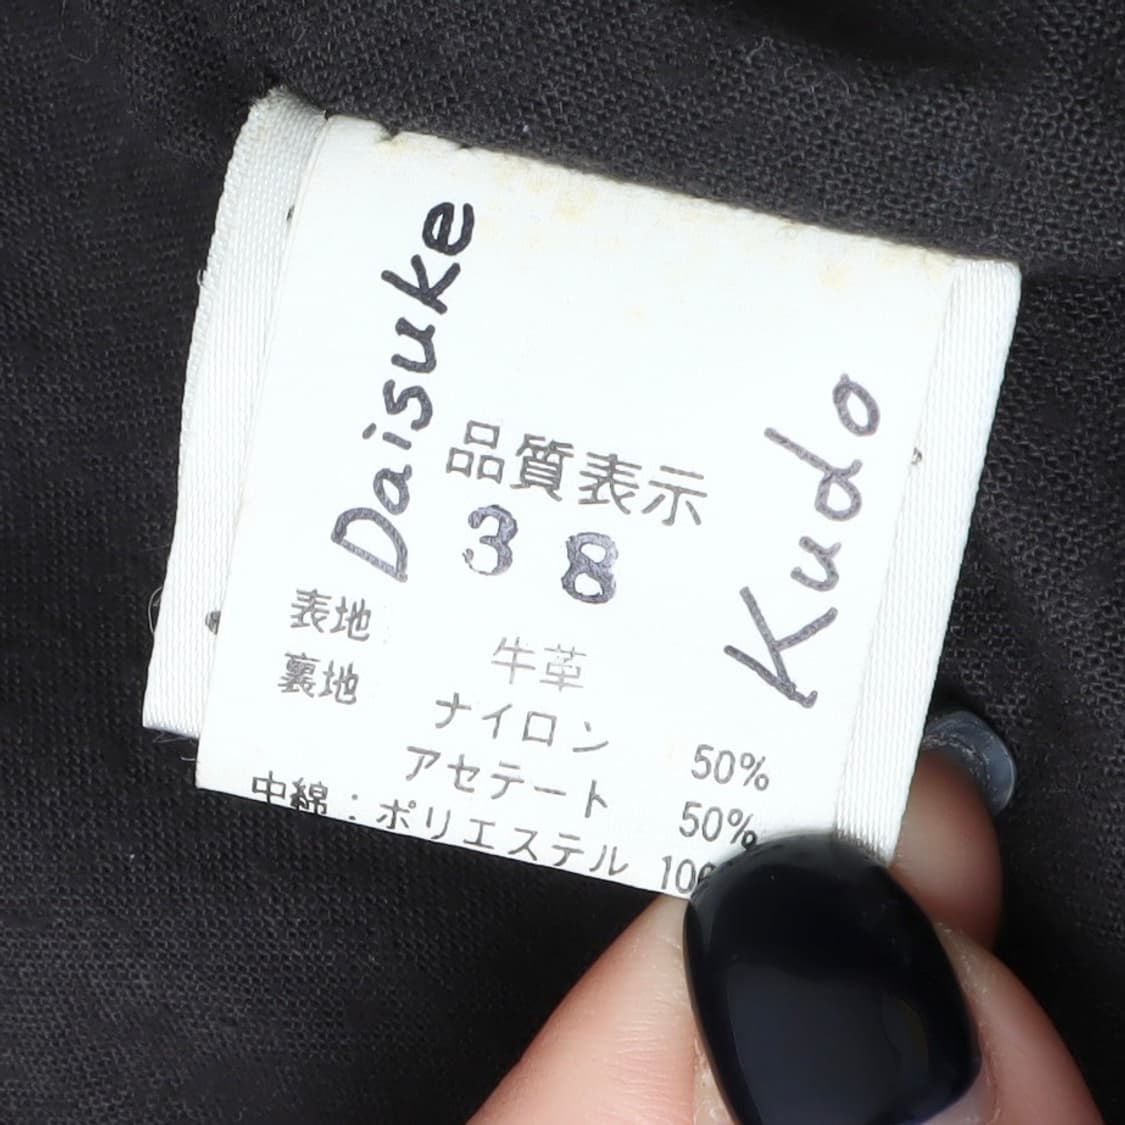 Daisuke
Kudo
品質表示
38
表地 牛革
裏地 ナイロン 50%
アセテート 50%
中綿：ポリエステル 100